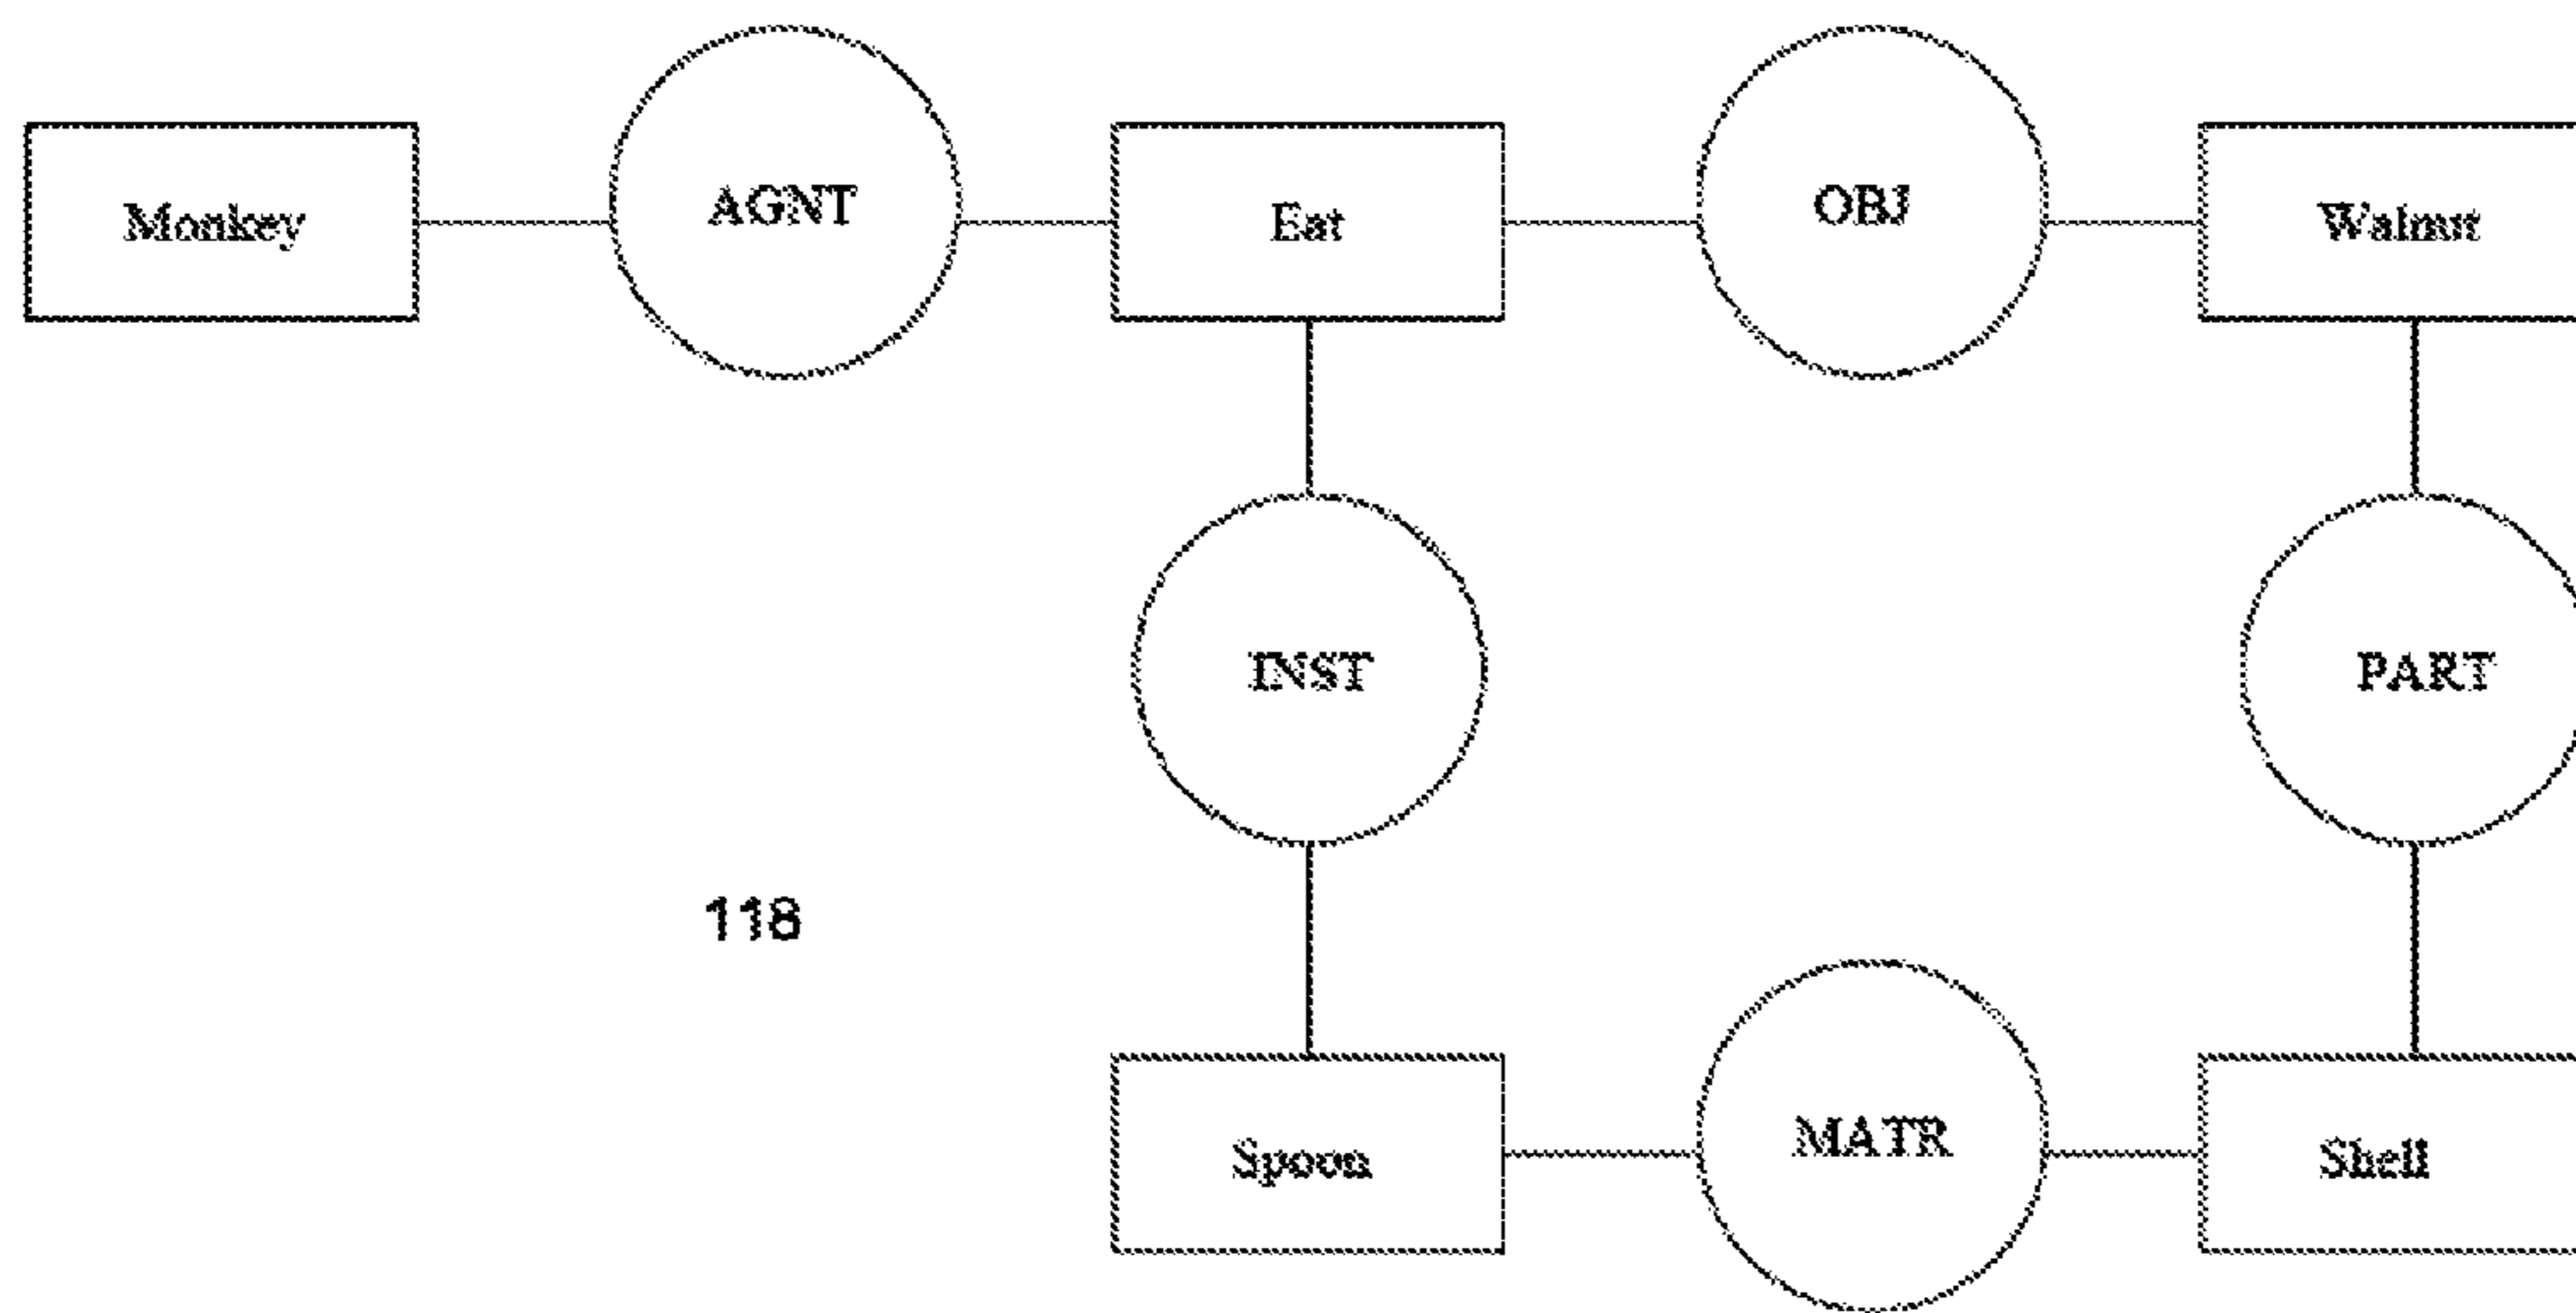 Monkey
AGNT
Eat
OBJ
Walnut
INST
PART
118
Spoon
MATR
Shell